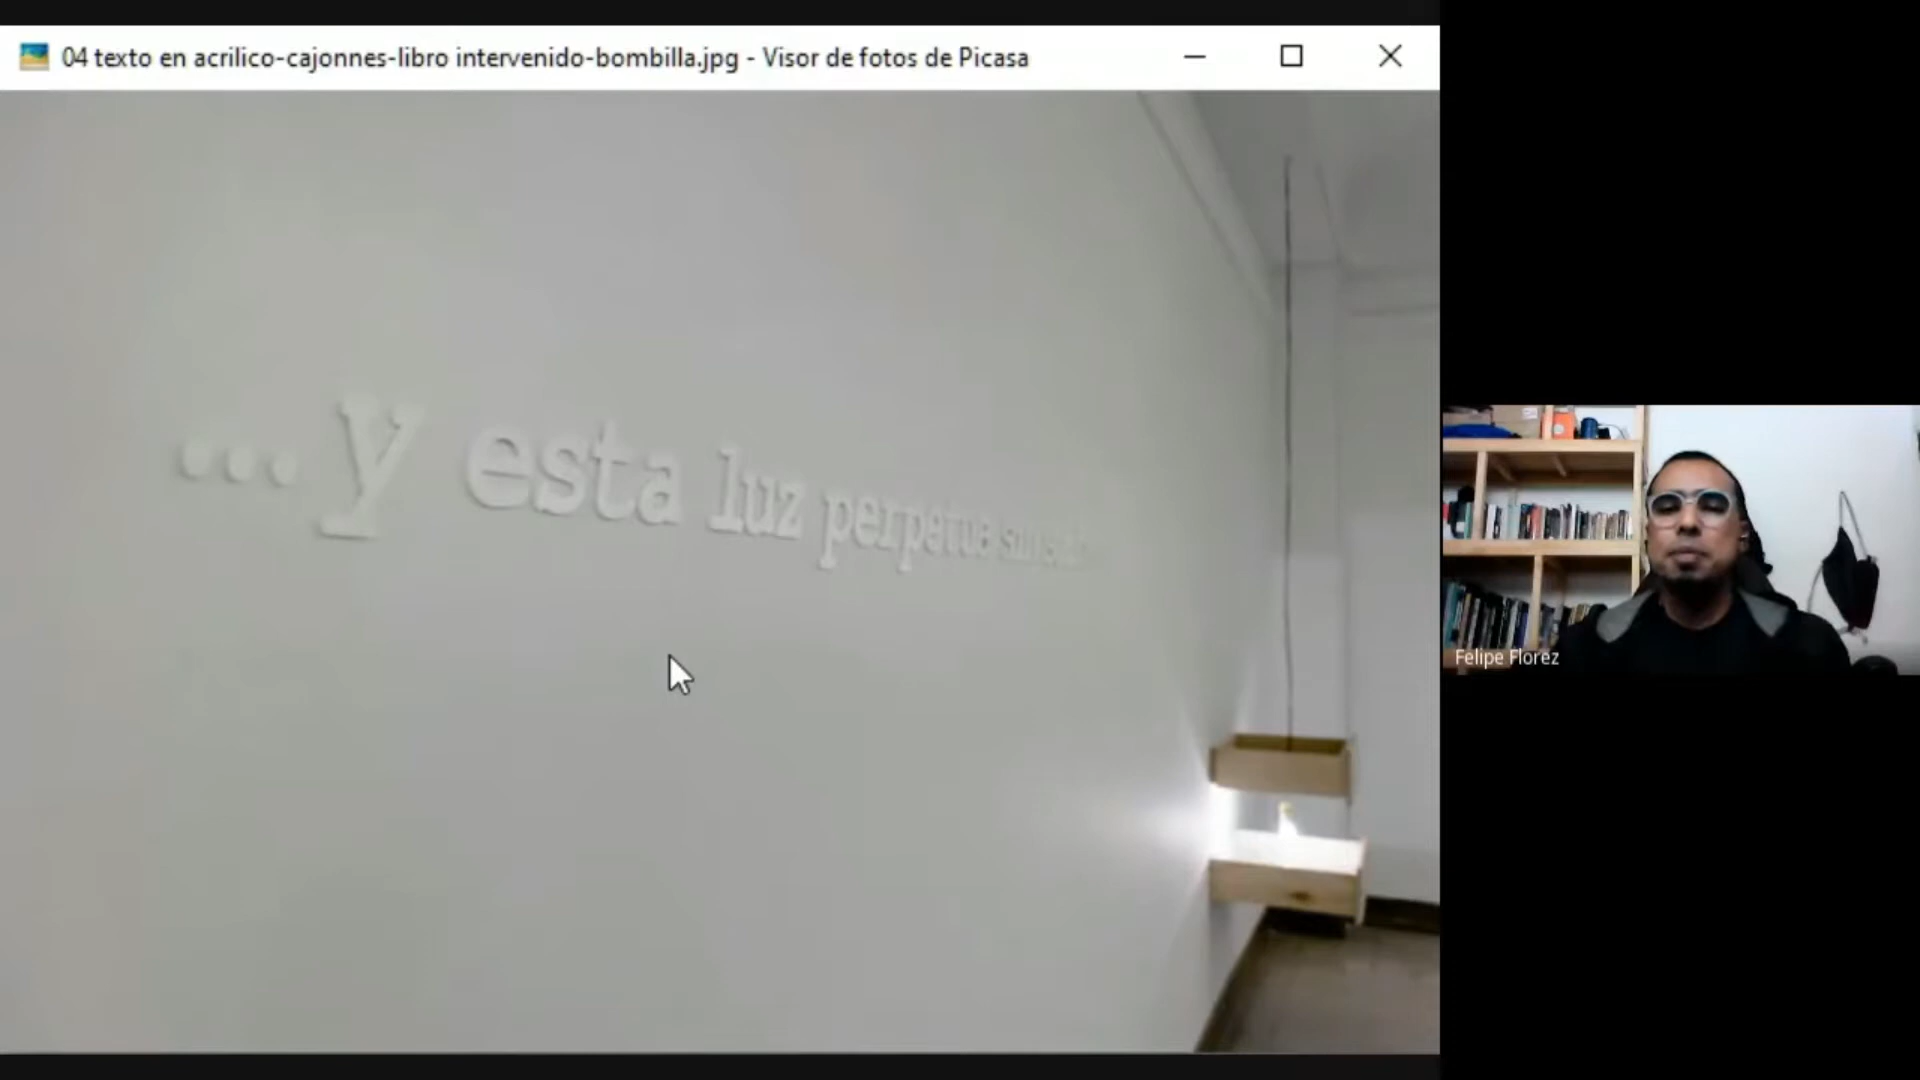 04 texto en acrilico-cajonnes-libro intervenido-bombilla.jpg - Visor de fotos de Picasa
...y esta luz perpetua sin
Felipe Florez